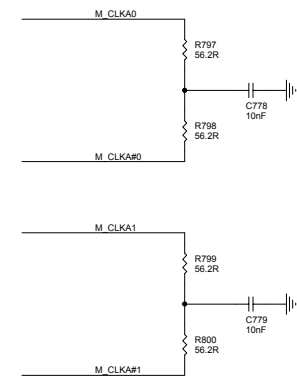 M_CLKA0
R797
56.2R
C778
10nF
R798
56.2R
M_CLKA#0
M_CLKA1
R799
56.2R
C779
10nF
R800
56.2R
M_CLKA#1